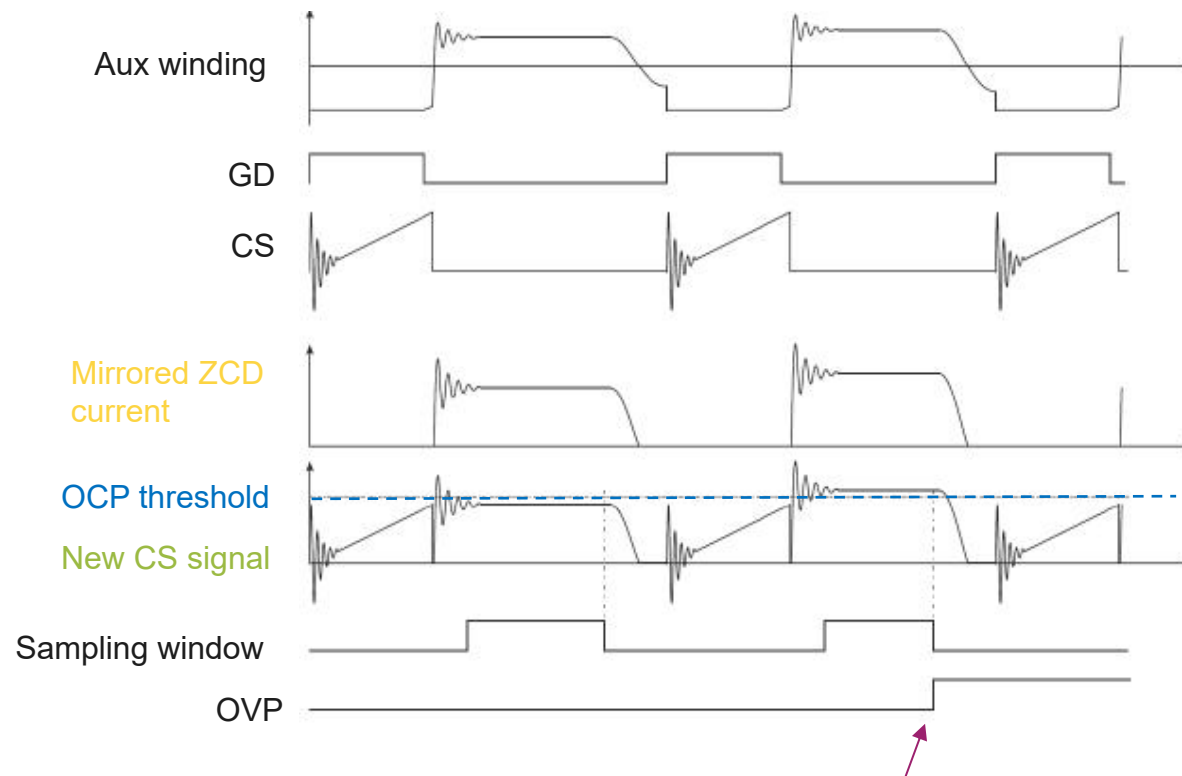 Aux winding
GD
CS
Mirrored ZCD
current
OCP threshold
New CS signal
Sampling window
OVP